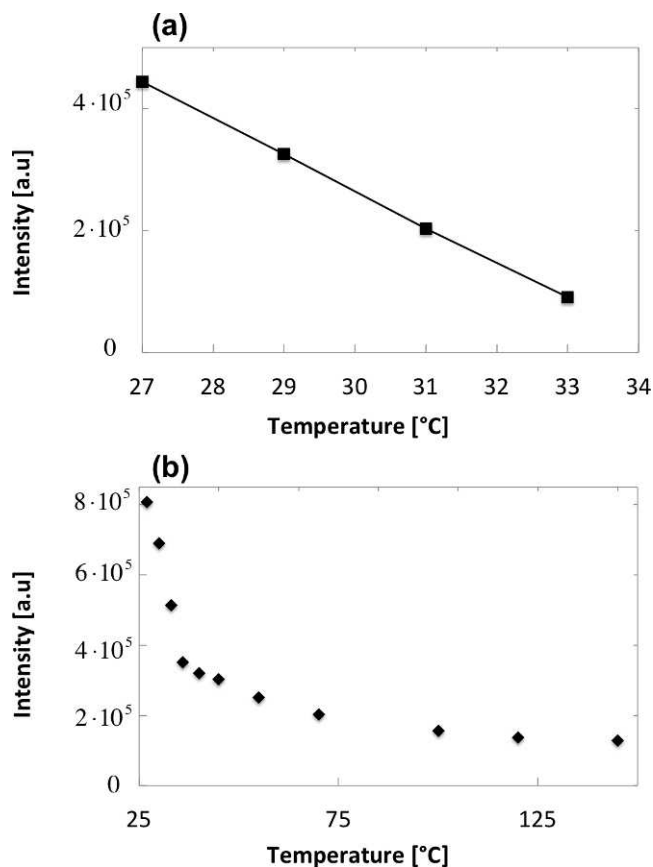 (a)
Intensity [a.u]
4·10⁵
2·10⁵
0
27 28 29 30 31 32 33 34
Temperature [°C]
(b)
Intensity [a.u]
8·10⁵
6·10⁵
4·10⁵
2·10⁵
0
25 75 125
Temperature [°C]